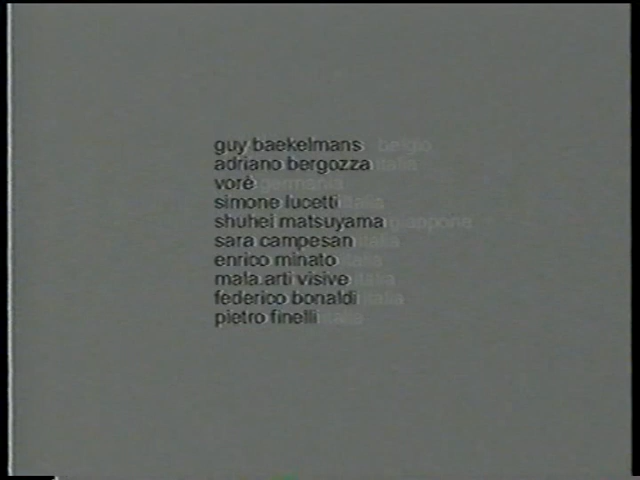 guy baekelmans belgio
adriano bergozza italia
vorè germania
simone lucetti italia
shuhei matsuyama giappone
sara campesan italia
enrico minato italia
mala arti visive italia
federico bonaldi italia
pietro finelli italia